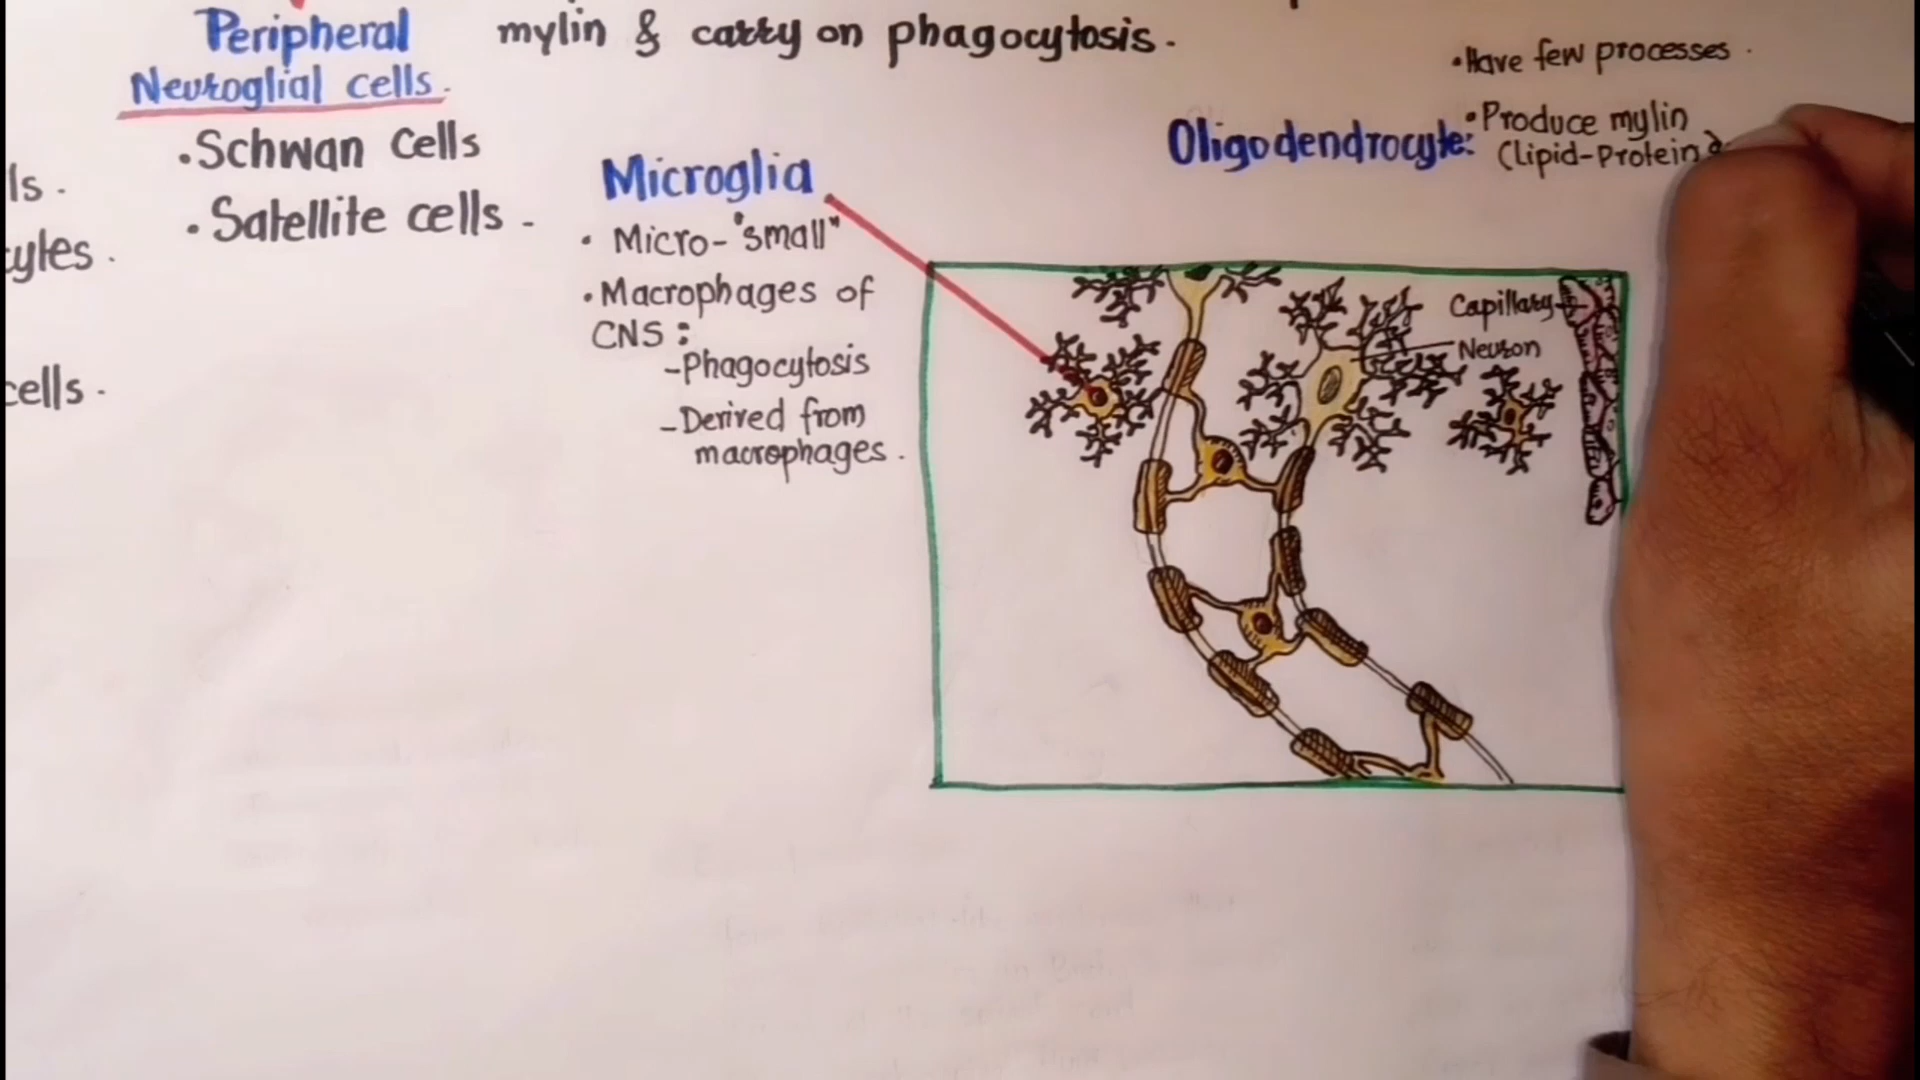 Peripheral
Neuroglial cells.
• Schwan cells
• Satellite cells.
mylin & carry on phagocytosis.
ls.
cytes.
cells.
Microglia
• Micro-"small"
• Macrophages of
CNS:
-Phagocytosis
-Derived from
macrophages.
• Have few processes.
Oligodendrocyte:
• Produce mylin
(Lipid-Protein
Capillary
Neuron